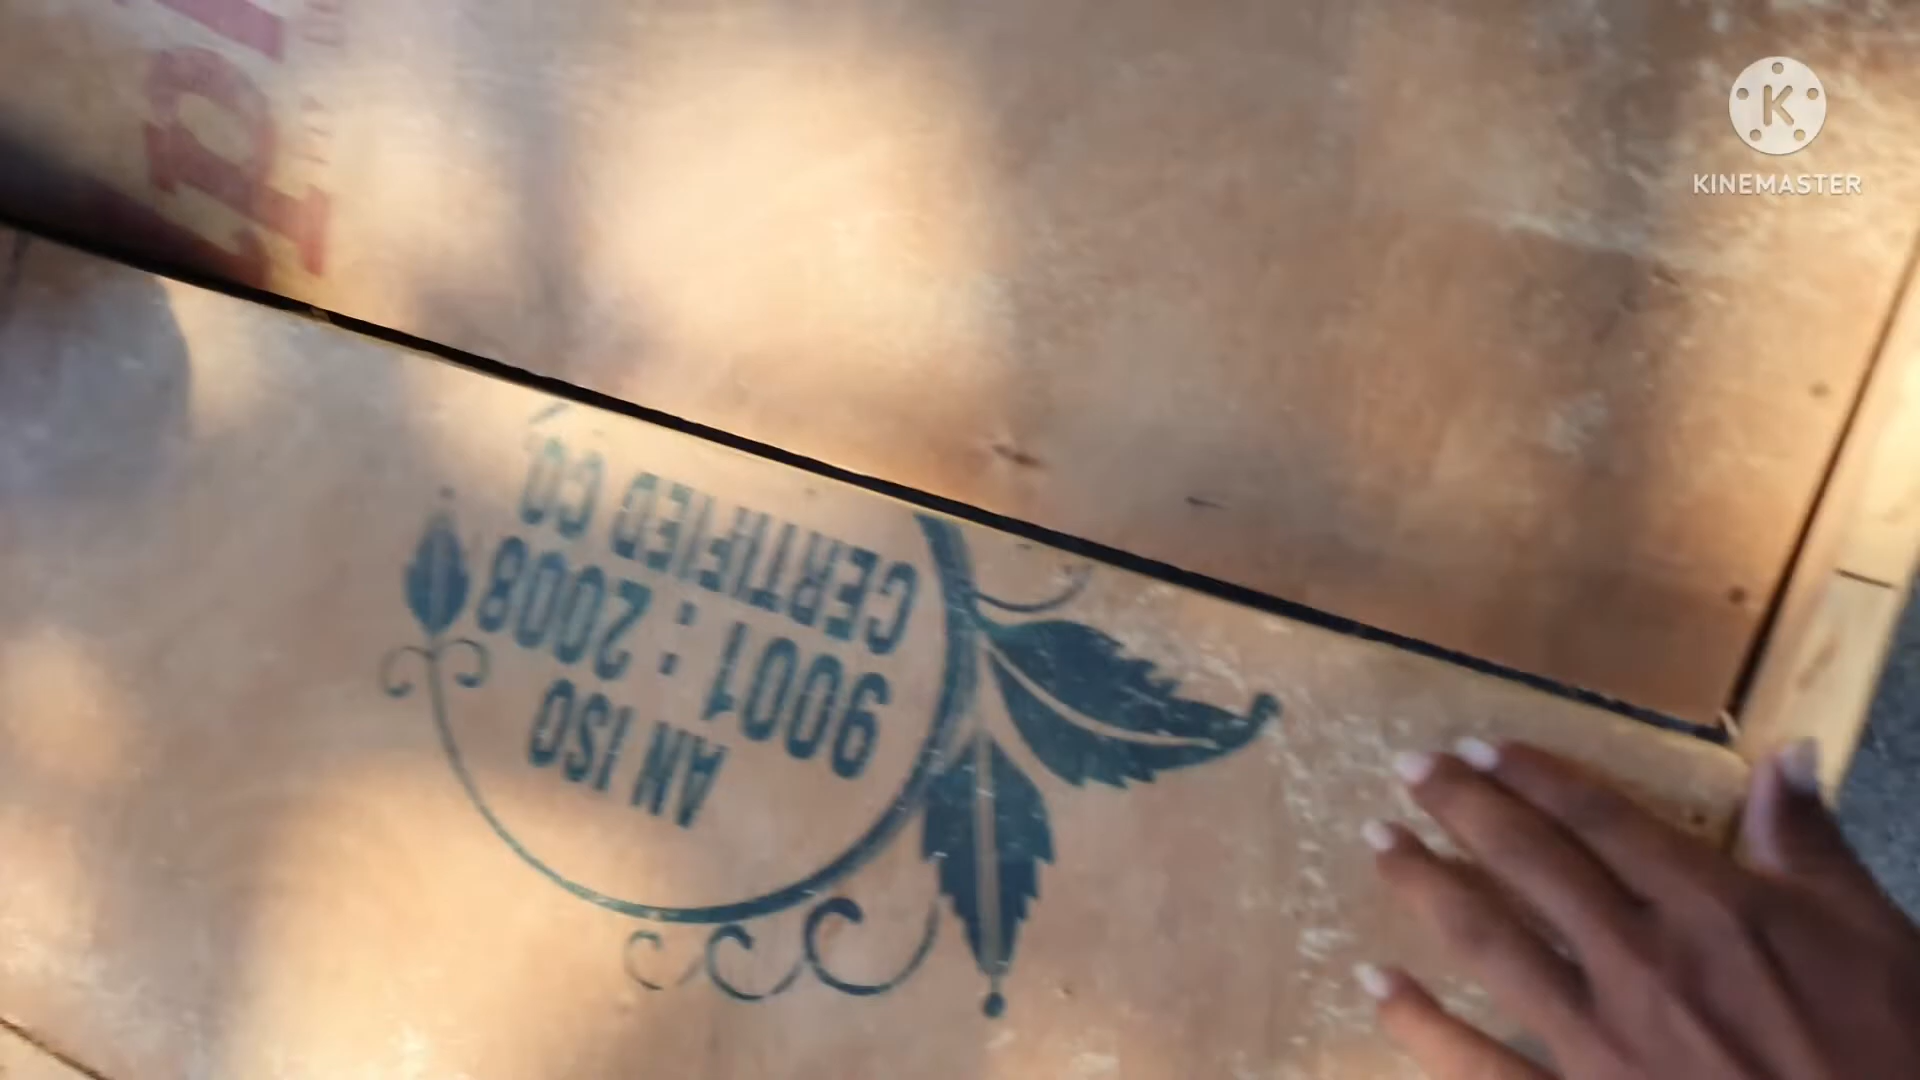 AN ISO
9001 : 2008
CERTIFIED CO
K
KINEMASTER